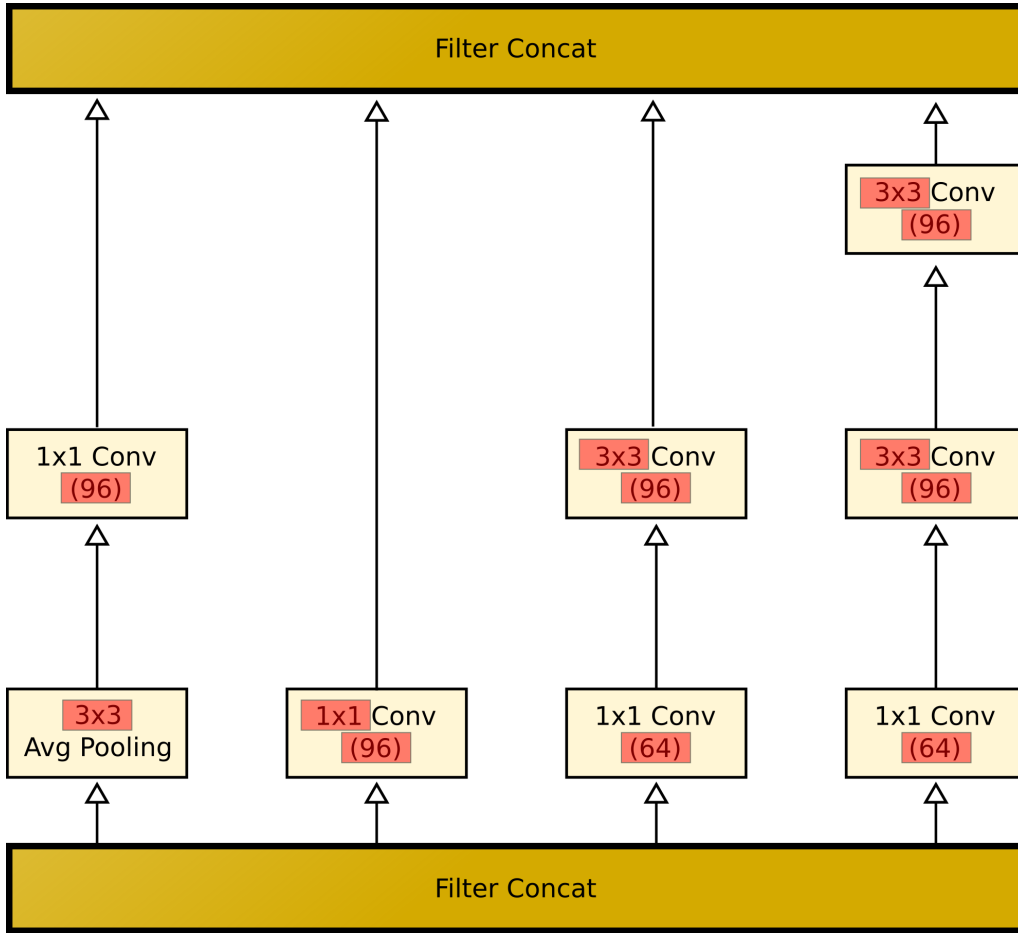 Filter Concat
3x3 Conv
(96)
1x1 Conv
(96)
3x3 Conv
(96)
3x3 Conv
(96)
3x3
Avg Pooling
1x1 Conv
(96)
1x1 Conv
(64)
1x1 Conv
(64)
Filter Concat